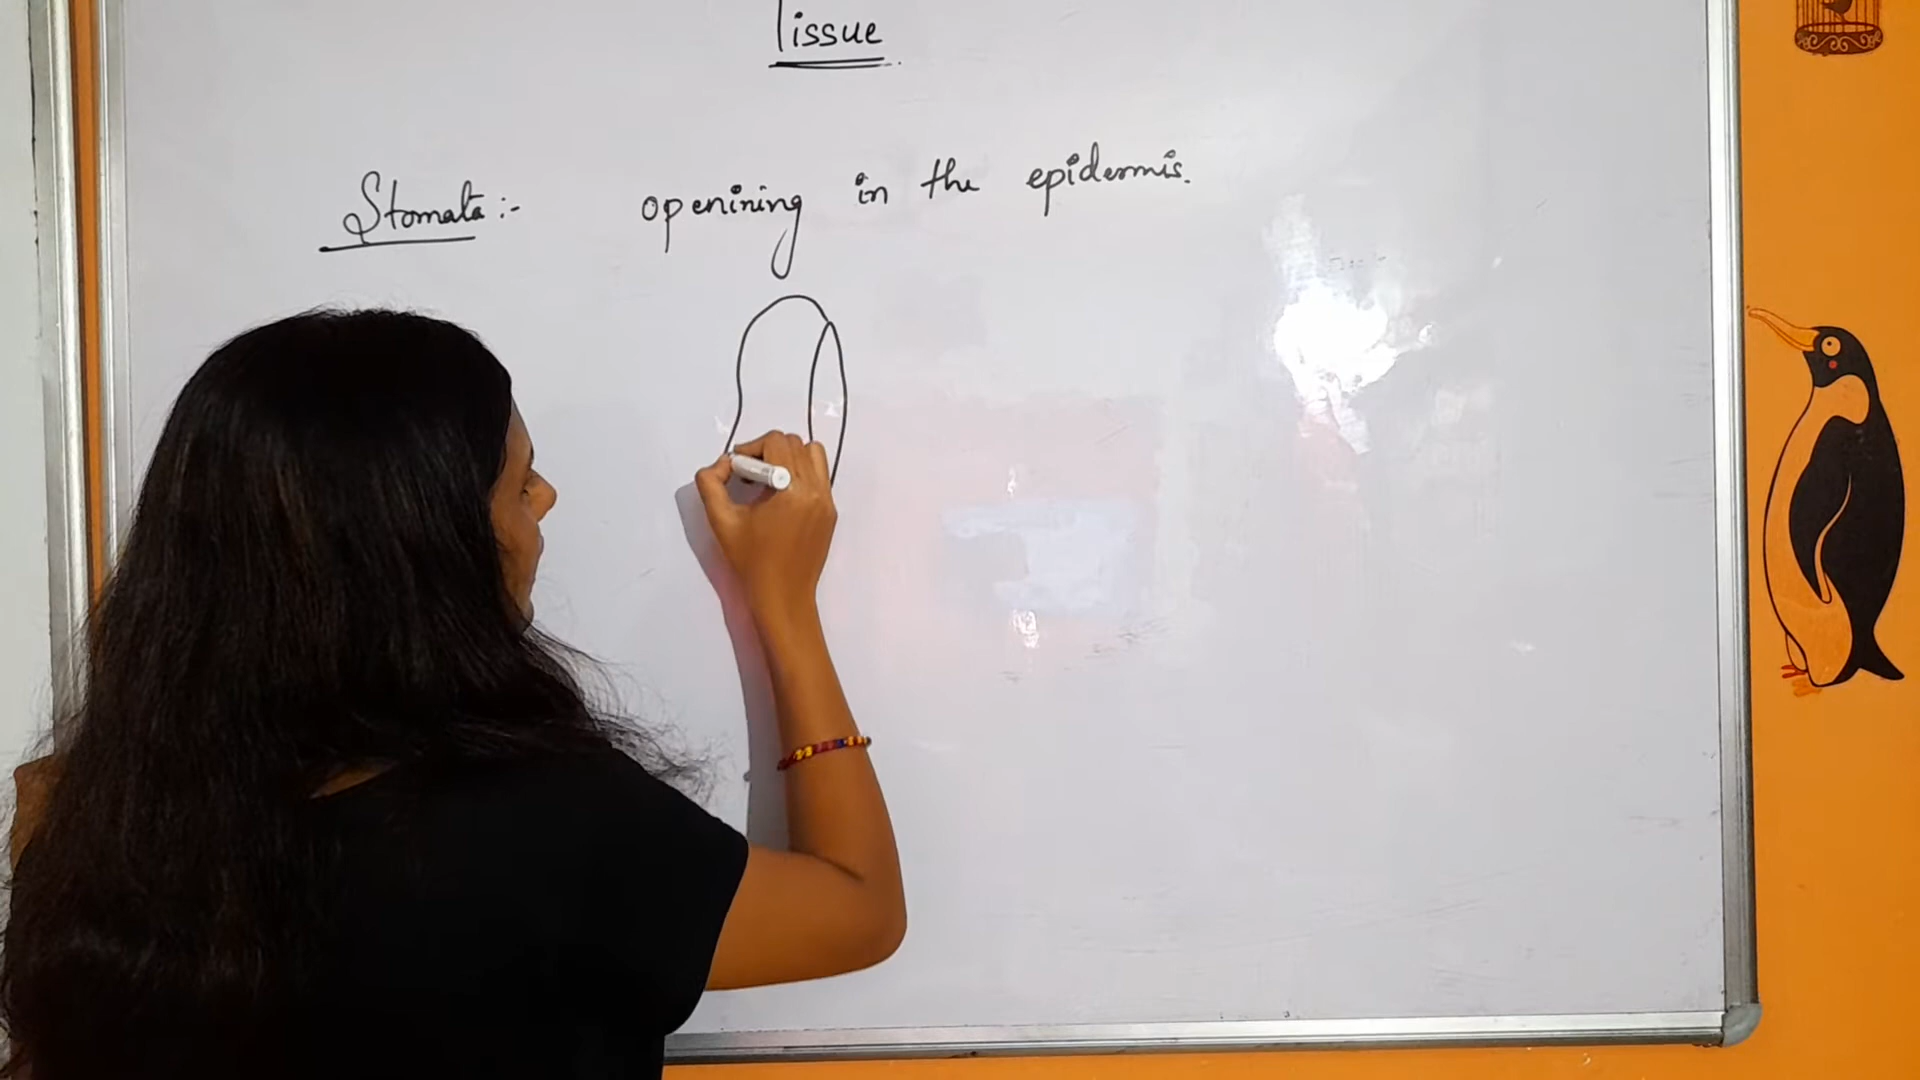 Tissue
Stomata:- openining in the epidermis.